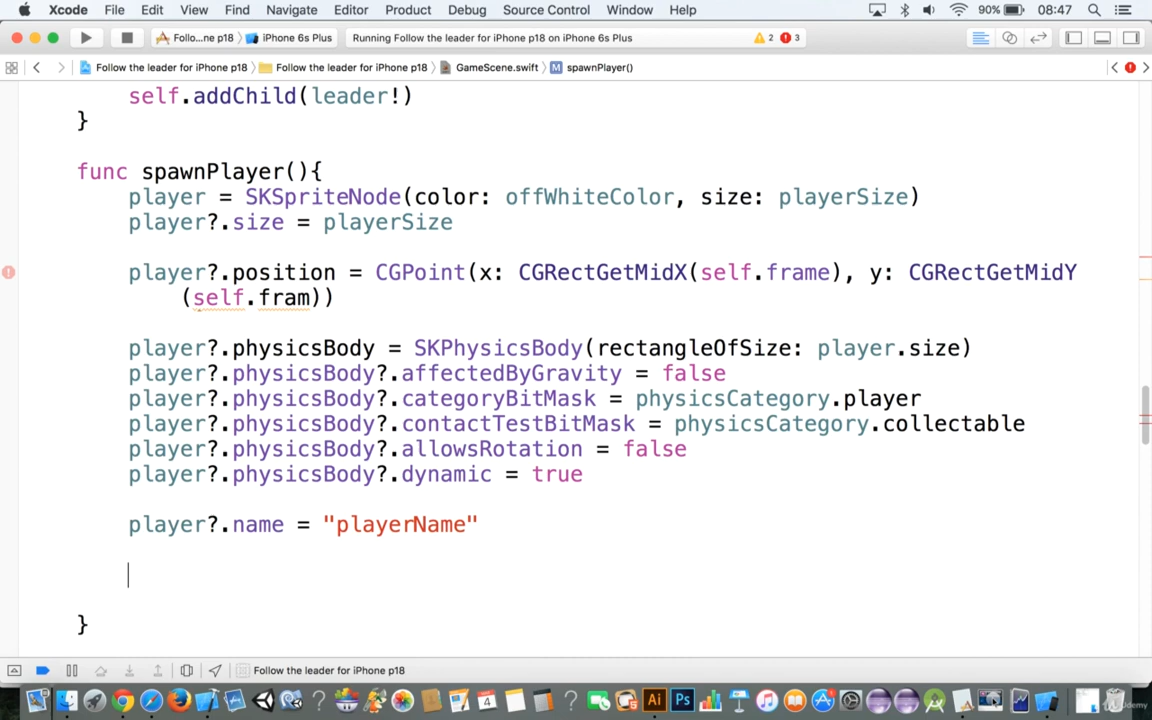 Xcode File Edit View Find Navigate Editor Product Debug Source Control Window Help 90% 08:47
Follo...ne p18 iPhone 6s Plus Running Follow the leader for iPhone p18 on iPhone 6s Plus 2 3
Follow the leader for iPhone p18 Follow the leader for iPhone p18 GameScene.swift M spawnPlayer()
self.addChild(leader!)
}
func spawnPlayer(){
player = SKSpriteNode(color: offWhiteColor, size: playerSize)
player?.size = playerSize
player?.position = CGPoint(x: CGRectGetMidX(self.frame), y: CGRectGetMidY
(self.fram))
player?.physicsBody = SKPhysicsBody(rectangleOfSize: player.size)
player?.physicsBody?.affectedByGravity = false
player?.physicsBody?.categoryBitMask = physicsCategory.player
player?.physicsBody?.contactTestBitMask = physicsCategory.collectable
player?.physicsBody?.allowsRotation = false
player?.physicsBody?.dynamic = true
player?.name = "playerName"
}
Follow the leader for iPhone p18
? 4 ? Ai Ps
Udemy